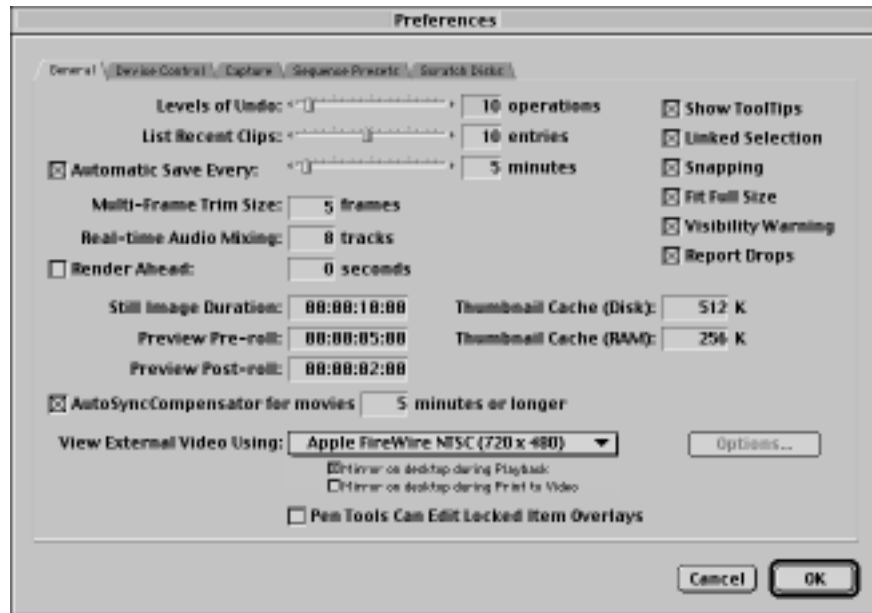 Preferences
General Device Control Capture Sequence Presets Scratch Disks
Levels of Undo: 10 operations
List Recent Clips: 10 entries
Automatic Save Every: 5 minutes
Multi-Frame Trim Size: 5 frames
Real-time Audio Mixing: 8 tracks
Render Ahead: 0 seconds
Show ToolTips
Linked Selection
Snapping
Fit Full Size
Visibility Warning
Report Drops
Still Image Duration: 00:00:10:00
Preview Pre-roll: 00:00:05:00
Preview Post-roll: 00:00:02:00
Thumbnail Cache (Disk): 512 K
Thumbnail Cache (RAM): 256 K
AutoSyncCompensator for movies 5 minutes or longer
View External Video Using: Apple FireWire NTSC (720 x 480) Options...
Mirror on desktop during Playback
Mirror on desktop during Print to Video
Pen Tools Can Edit Locked Item Overlays
Cancel OK